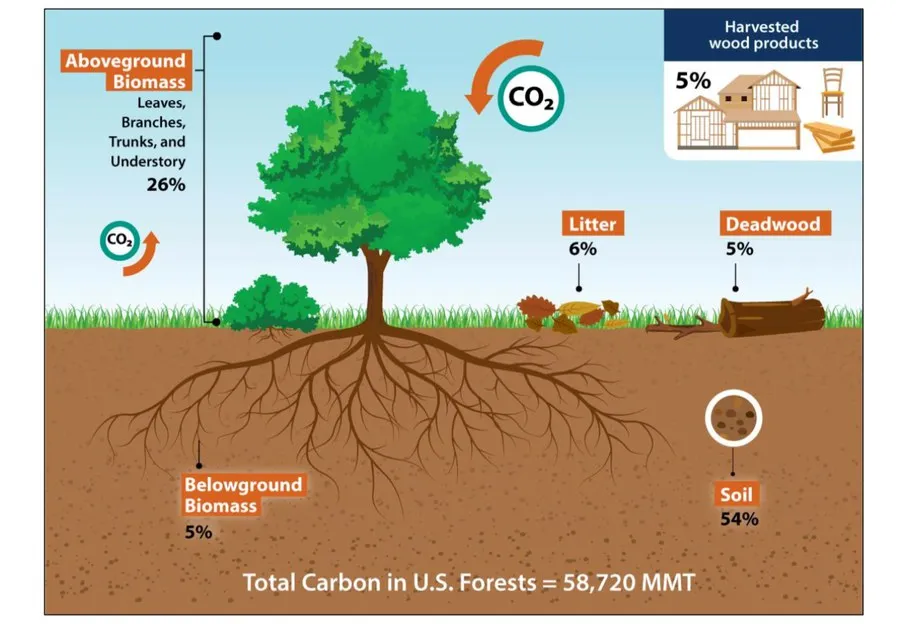 Aboveground
Biomass
Leaves,
Branches,
Trunks, and
Understory
26%
CO₂
CO₂
Harvested
wood products
5%
Litter
6%
Deadwood
5%
Belowground
Biomass
5%
Soil
54%
Total Carbon in U.S. Forests = 58,720 MMT